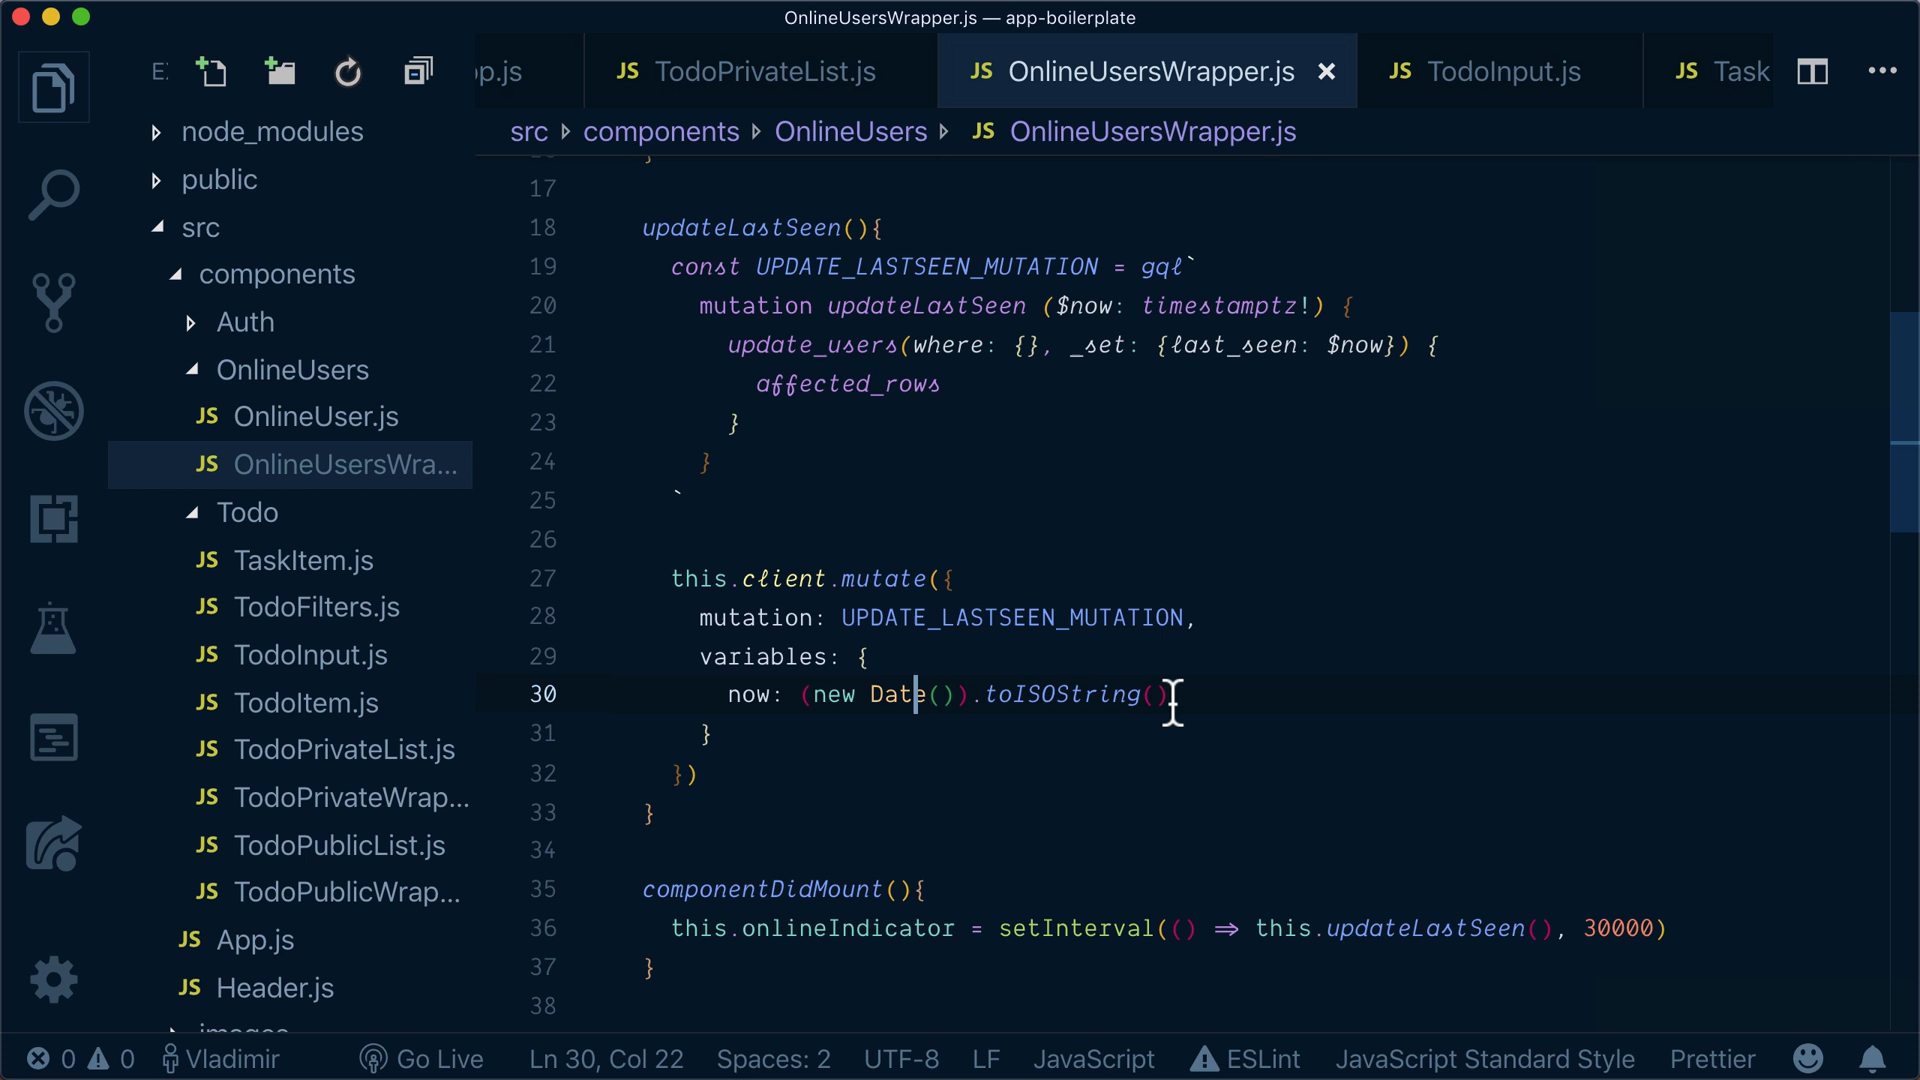 OnlineUsersWrapper.js — app-boilerplate
E:
pp.js
JS TodoPrivateList.js
JS OnlineUsersWrapper.js ×
JS TodoInput.js
JS Task
src components OnlineUsers JS OnlineUsersWrapper.js
node_modules
public
src
components
Auth
OnlineUsers
JS OnlineUser.js
JS OnlineUsersWra...
Todo
JS TaskItem.js
JS TodoFilters.js
JS TodoInput.js
JS TodoItem.js
JS TodoPrivateList.js
JS TodoPrivateWrap...
JS TodoPublicList.js
JS TodoPublicWrap...
JS App.js
JS Header.js
images
17
18 updateLastSeen(){
19 const UPDATE_LASTSEEN_MUTATION = gql`
20 mutation updateLastSeen ($now: timestamptz!) {
21 update_users(where: {}, _set: {last_seen: $now}) {
22 affected_rows
23 }
24 }
25 `
26
27 this.client.mutate({
28 mutation: UPDATE_LASTSEEN_MUTATION,
29 variables: {
30 now: (new Date()).toISOString()
31 }
32 })
33 }
34
35 componentDidMount(){
36 this.onlineIndicator = setInterval(() => this.updateLastSeen(), 30000)
37 }
38
0 0 Vladimir Go Live Ln 30, Col 22 Spaces: 2 UTF-8 LF JavaScript ESLint JavaScript Standard Style Prettier